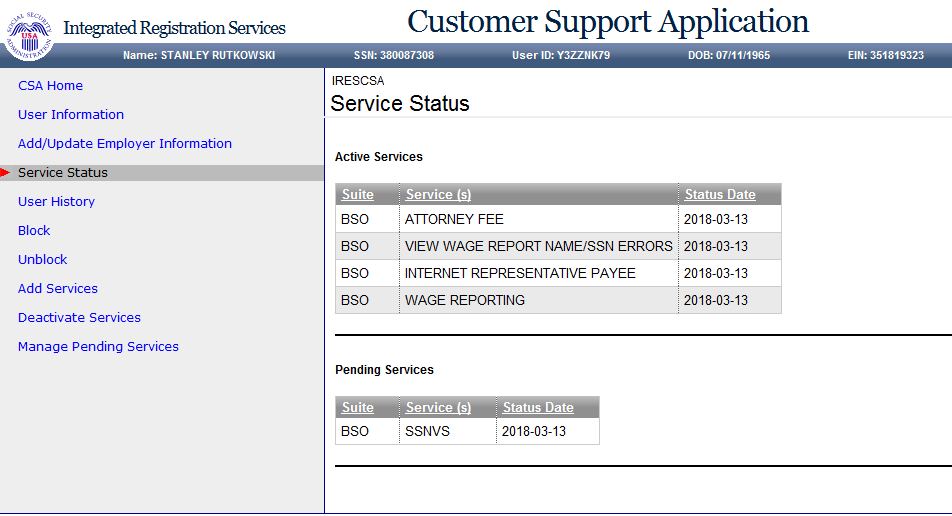 SOCIAL SECURITY ADMINISTRATION
USA
Integrated Registration Services
Customer Support Application
Name: STANLEY RUTKOWSKI SSN: 380087308 User ID: Y3ZZNK79 DOB: 07/11/1965 EIN: 351819323
CSA Home
User Information
Add/Update Employer Information
Service Status
User History
Block
Unblock
Add Services
Deactivate Services
Manage Pending Services
IRESCSA
Service Status
Active Services
Suite Service (s) Status Date
BSO ATTORNEY FEE 2018-03-13
BSO VIEW WAGE REPORT NAME/SSN ERRORS 2018-03-13
BSO INTERNET REPRESENTATIVE PAYEE 2018-03-13
BSO WAGE REPORTING 2018-03-13
Pending Services
Suite Service (s) Status Date
BSO SSNVS 2018-03-13